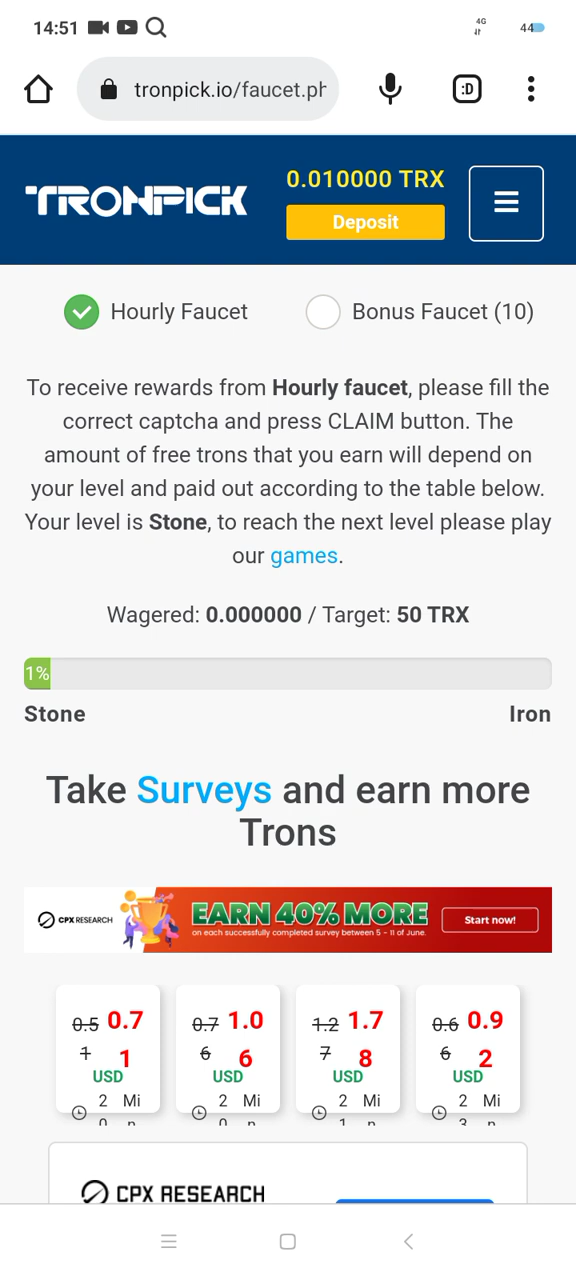 14:51
4G
44
tronpick.io/faucet.ph
:D
TRONPICK
0.010000 TRX
Deposit
Hourly Faucet
Bonus Faucet (10)
To receive rewards from Hourly faucet, please fill the
correct captcha and press CLAIM button. The
amount of free trons that you earn will depend on
your level and paid out according to the table below.
Your level is Stone, to reach the next level please play
our games.
Wagered: 0.000000 / Target: 50 TRX
1%
Stone
Iron
Take Surveys and earn more
Trons
CPX RESEARCH
EARN 40% MORE
on each successfully completed survey between 5 – 11 of June.
Start now!
0.5 0.7
1 1
USD
2 Mi
0 n
0.7 1.0
6 6
USD
2 Mi
0 n
1.2 1.7
7 8
USD
2 Mi
1 n
0.6 0.9
6 2
USD
2 Mi
3 n
CPX RESEARCH